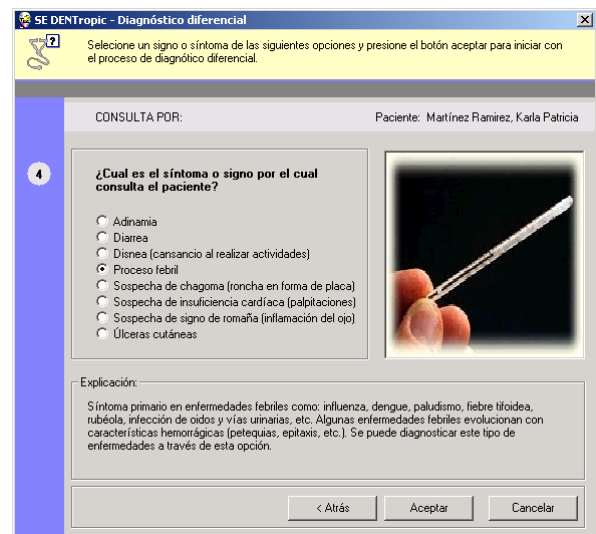 SE DENTropic - Diagnóstico diferencial
?
Selecione un signo o síntoma de las siguientes opciones y presione el botón aceptar para iniciar con
el proceso de diagnótico diferencial.
CONSULTA POR:
Paciente: Martínez Ramirez, Karla Patricia
4
¿Cual es el síntoma o signo por el cual
consulta el paciente?
Adinamia
Diarrea
Disnea (cansancio al realizar actividades)
Proceso febril
Sospecha de chagoma (roncha en forma de placa)
Sospecha de insuficiencia cardíaca (palpitaciones)
Sospecha de signo de romaña (inflamación del ojo)
Úlceras cutáneas
Explicación:
Síntoma primario en enfermedades febriles como: influenza, dengue, paludismo, fiebre tifoidea,
rubéola, infección de oidos y vías urinarias, etc. Algunas enfermedades febriles evolucionan con
características hemorrágicas (petequias, epitaxis, etc.). Se puede diagnosticar este tipo de
enfermedades a través de esta opción.
< Atrás
Aceptar
Cancelar